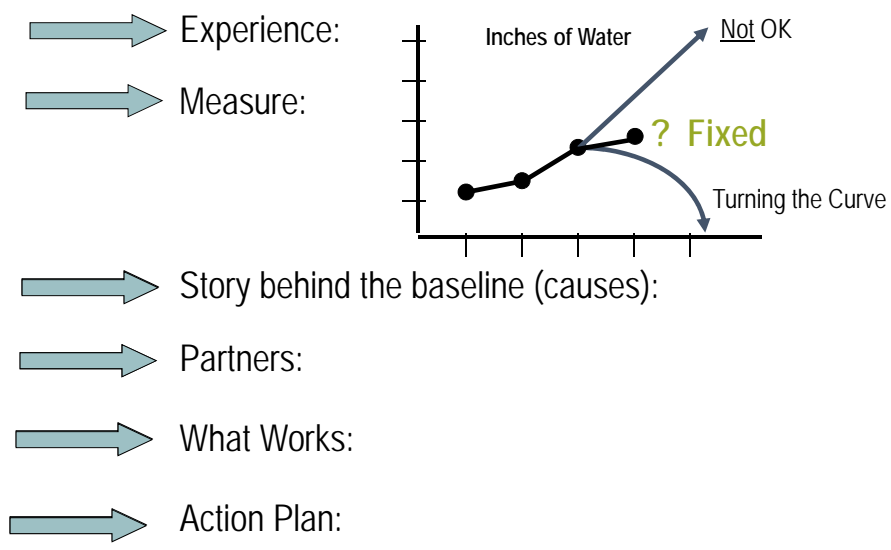 Experience:
Inches of Water
Not OK
Measure:
? Fixed
Turning the Curve
Story behind the baseline (causes):
Partners:
What Works:
Action Plan: